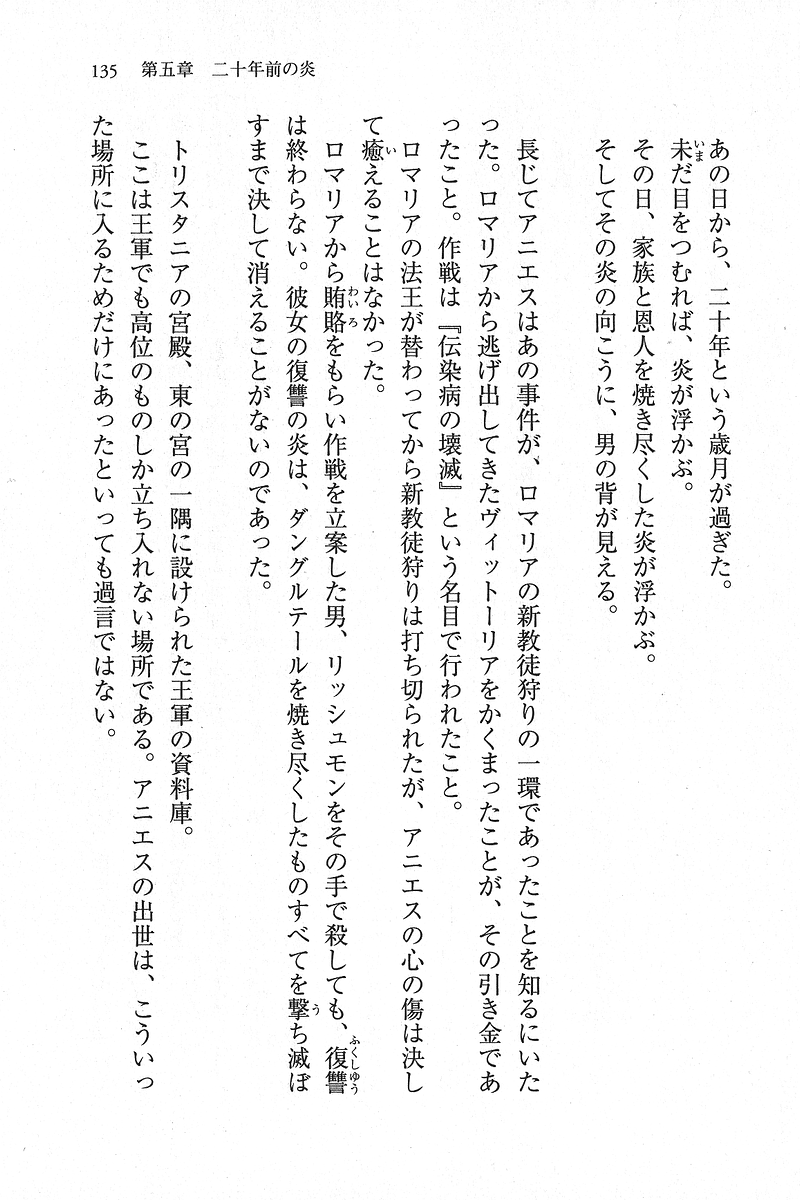 135　第五章　二十年前の炎
あの日から、二十年という歳月が過ぎた。
未だ目をつむれば、炎が浮かぶ。
その日、家族と恩人を焼き尽くした炎が浮かぶ。
そしてその炎の向こうに、男の背が見える。
長じてアニエスはあの事件が、ロマリアの新教徒狩りの一環であったことを知るにいた
った。ロマリアから逃げ出してきたヴィットーリアをかくまったことが、その引き金であ
ったこと。作戦は『伝染病の壊滅』という名目で行われたこと。
ロマリアの法王が替わってから新教徒狩りは打ち切られたが、アニエスの心の傷は決し
て癒えることはなかった。
ロマリアから賄賂をもらい作戦を立案した男、リッシュモンをその手で殺しても、復讐
は終わらない。彼女の復讐の炎は、ダングルテールを焼き尽くしたものすべてを撃ち滅ぼ
すまで決して消えることがないのであった。
トリスタニアの宮殿、東の宮の一隅に設けられた王軍の資料庫。
ここは王軍でも高位のものしか立ち入れない場所である。アニエスの出世は、こういっ
た場所に入るためだけにあったといっても過言ではない。